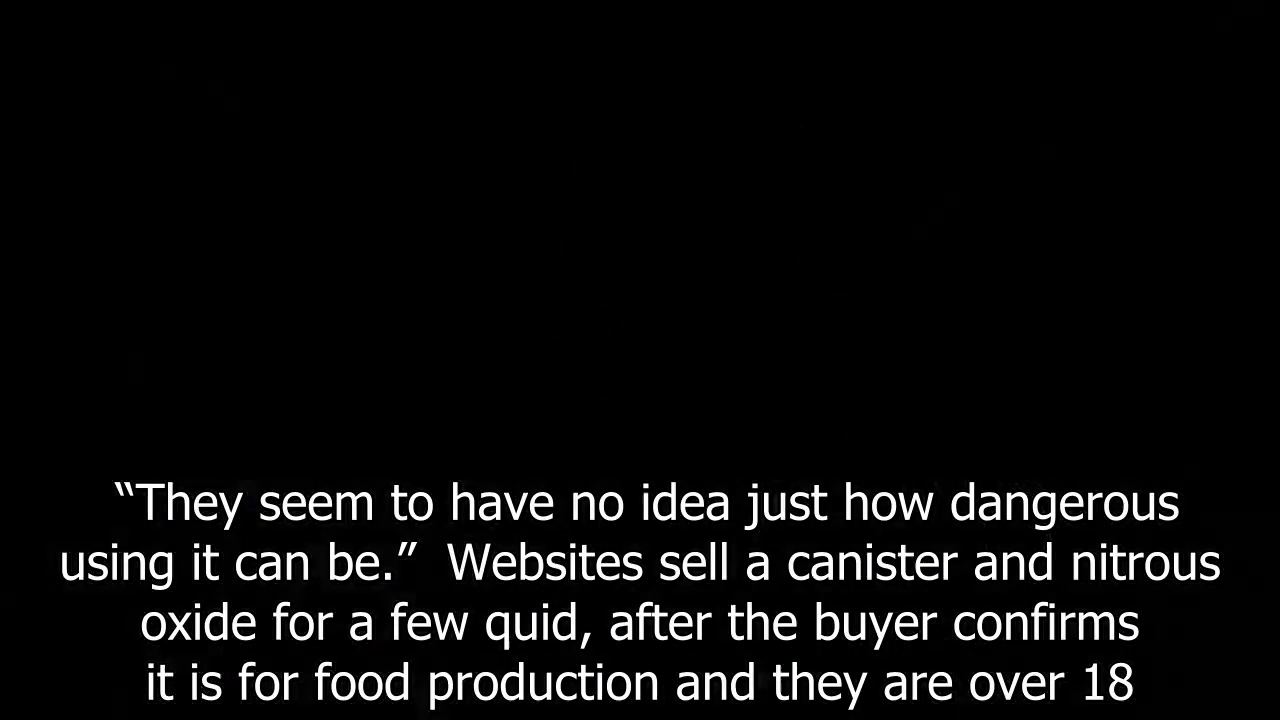 “They seem to have no idea just how dangerous
using it can be.”  Websites sell a canister and nitrous
oxide for a few quid, after the buyer confirms
it is for food production and they are over 18